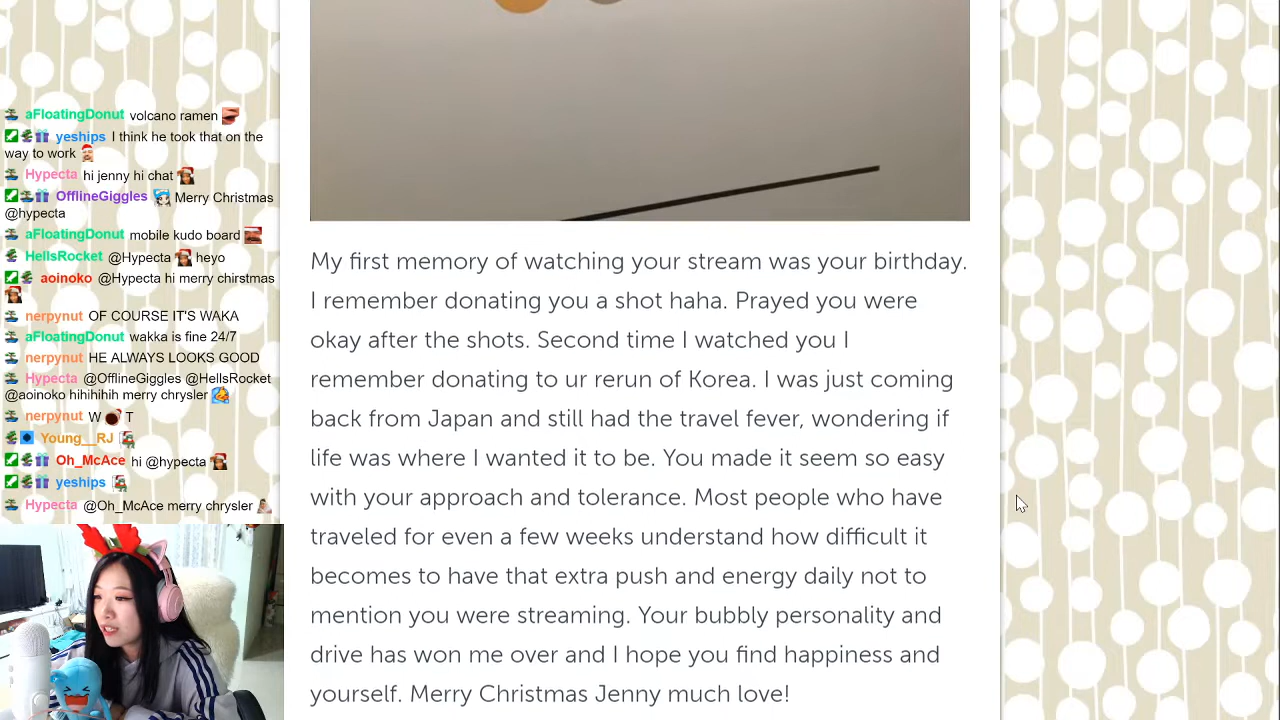 aFloatingDonut volcano ramen
yeships I think he took that on the
way to work
Hypecta hi jenny hi chat
OfflineGiggles Merry Christmas
@hypecta
aFloatingDonut mobile kudo board
HellsRocket @Hypecta heyo
aoinoko @Hypecta hi merry chirstmas
nerpynut OF COURSE IT'S WAKA
aFloatingDonut wakka is fine 24/7
nerpynut HE ALWAYS LOOKS GOOD
Hypecta @OfflineGiggles @HellsRocket
@aoinoko hihihihih merry chrysler
nerpynut W T
Young__RJ
Oh_McAce hi @hypecta
yeships
Hypecta @Oh_McAce merry chrysler
My first memory of watching your stream was your birthday.
I remember donating you a shot haha. Prayed you were
okay after the shots. Second time I watched you I
remember donating to ur rerun of Korea. I was just coming
back from Japan and still had the travel fever, wondering if
life was where I wanted it to be. You made it seem so easy
with your approach and tolerance. Most people who have
traveled for even a few weeks understand how difficult it
becomes to have that extra push and energy daily not to
mention you were streaming. Your bubbly personality and
drive has won me over and I hope you find happiness and
yourself. Merry Christmas Jenny much love!